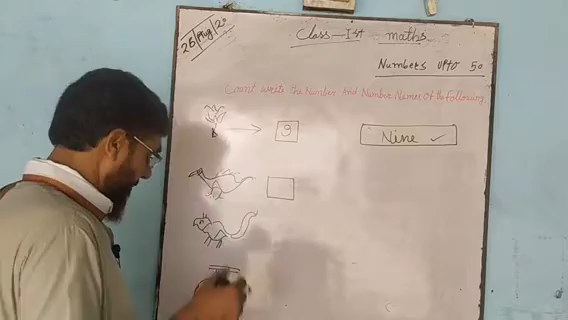 25/Aug/20
Class-Ist maths
Numbers UPTO 50
Count write the Number And Number Names Of the following
9
Nine ✓